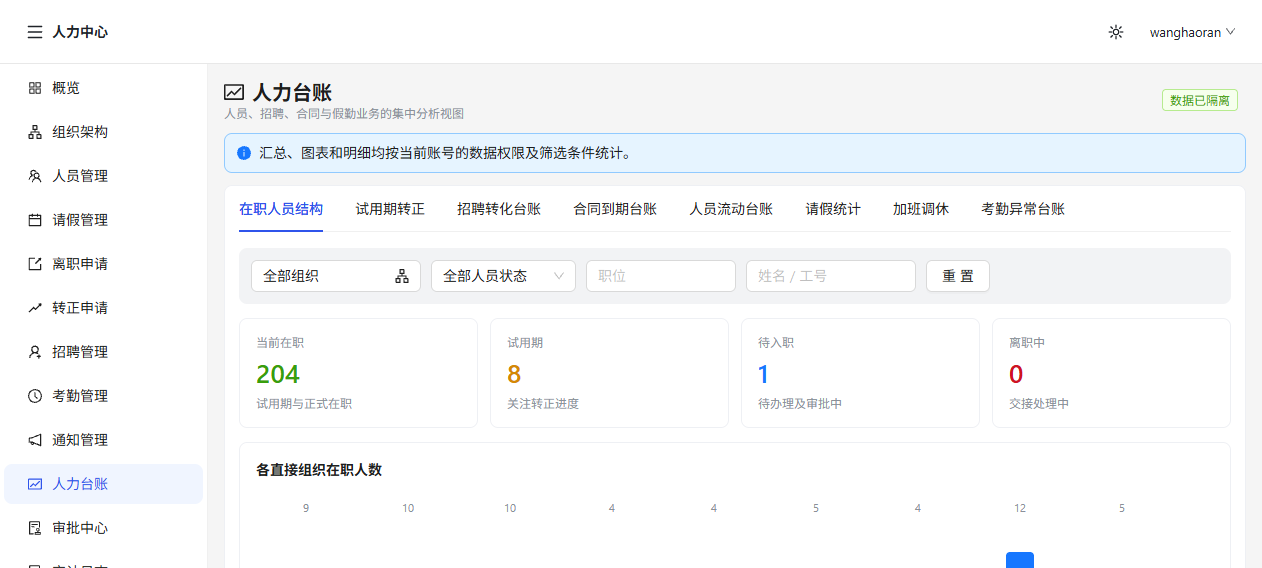 人力中心
wanghaoran
概览
组织架构
人员管理
请假管理
离职申请
转正申请
招聘管理
考勤管理
通知管理
人力台账
审批中心
人力台账
人员、招聘、合同与假勤业务的集中分析视图
数据已隔离
汇总、图表和明细均按当前账号的数据权限及筛选条件统计。
在职人员结构 试用期转正 招聘转化台账 合同到期台账 人员流动台账 请假统计 加班调休 考勤异常台账
全部组织 全部人员状态 职位 姓名 / 工号 重 置
当前在职
204
试用期与正式在职
试用期
8
关注转正进度
待入职
1
待办理及审批中
离职中
0
交接处理中
各直接组织在职人数
9 10 10 4 4 5 4 12 5